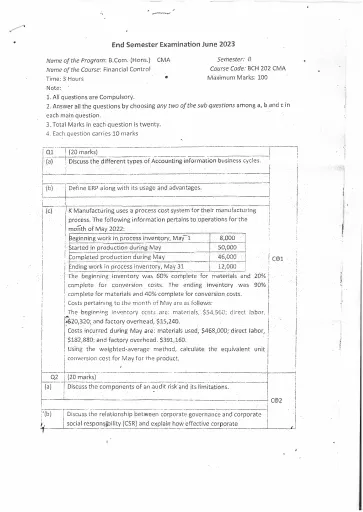 End Semester Examination June 2023
Name of the Program: B.Com. (Hons.) CMA Semester: II
Name of the Course: Financial Control Course Code: BCH 202 CMA
Time: 3 Hours Maximum Marks: 100
Note:
1. All questions are Compulsory.
2. Answer all the questions by choosing any two of the sub questions among a, b and c in
each main question.
3. Total Marks in each question is twenty.
4. Each question carries 10 marks
Q1 (20 marks)
(a) Discuss the different types of Accounting information business cycles.
(b) Define ERP along with its usage and advantages.
(c) K Manufacturing uses a process cost system for their manufacturing
process. The following information pertains to operations for the
month of May 2022:
Beginning work in process inventory, May 1 8,000
Started in production during May 50,000
Completed production during May 46,000
Ending work in process inventory, May 31 12,000
CO1
The beginning inventory was 60% complete for materials and 20%
complete for conversion costs. The ending inventory was 90%
complete for materials and 40% complete for conversion costs.
Costs pertaining to the month of May are as follows:
The beginning inventory costs are: materials, $54,560; direct labor,
$20,320; and factory overhead, $15,240.
Costs incurred during May are: materials used, $468,000; direct labor,
$182,880; and factory overhead. $391,160.
Using the weighted-average method, calculate the equivalent unit
conversion cost for May for the product.
Q2 (20 marks)
(a) Discuss the components of an audit risk and its limitations.
CO2
(b) Discuss the relationship between corporate governance and corporate
social responsibility (CSR) and explain how effective corporate